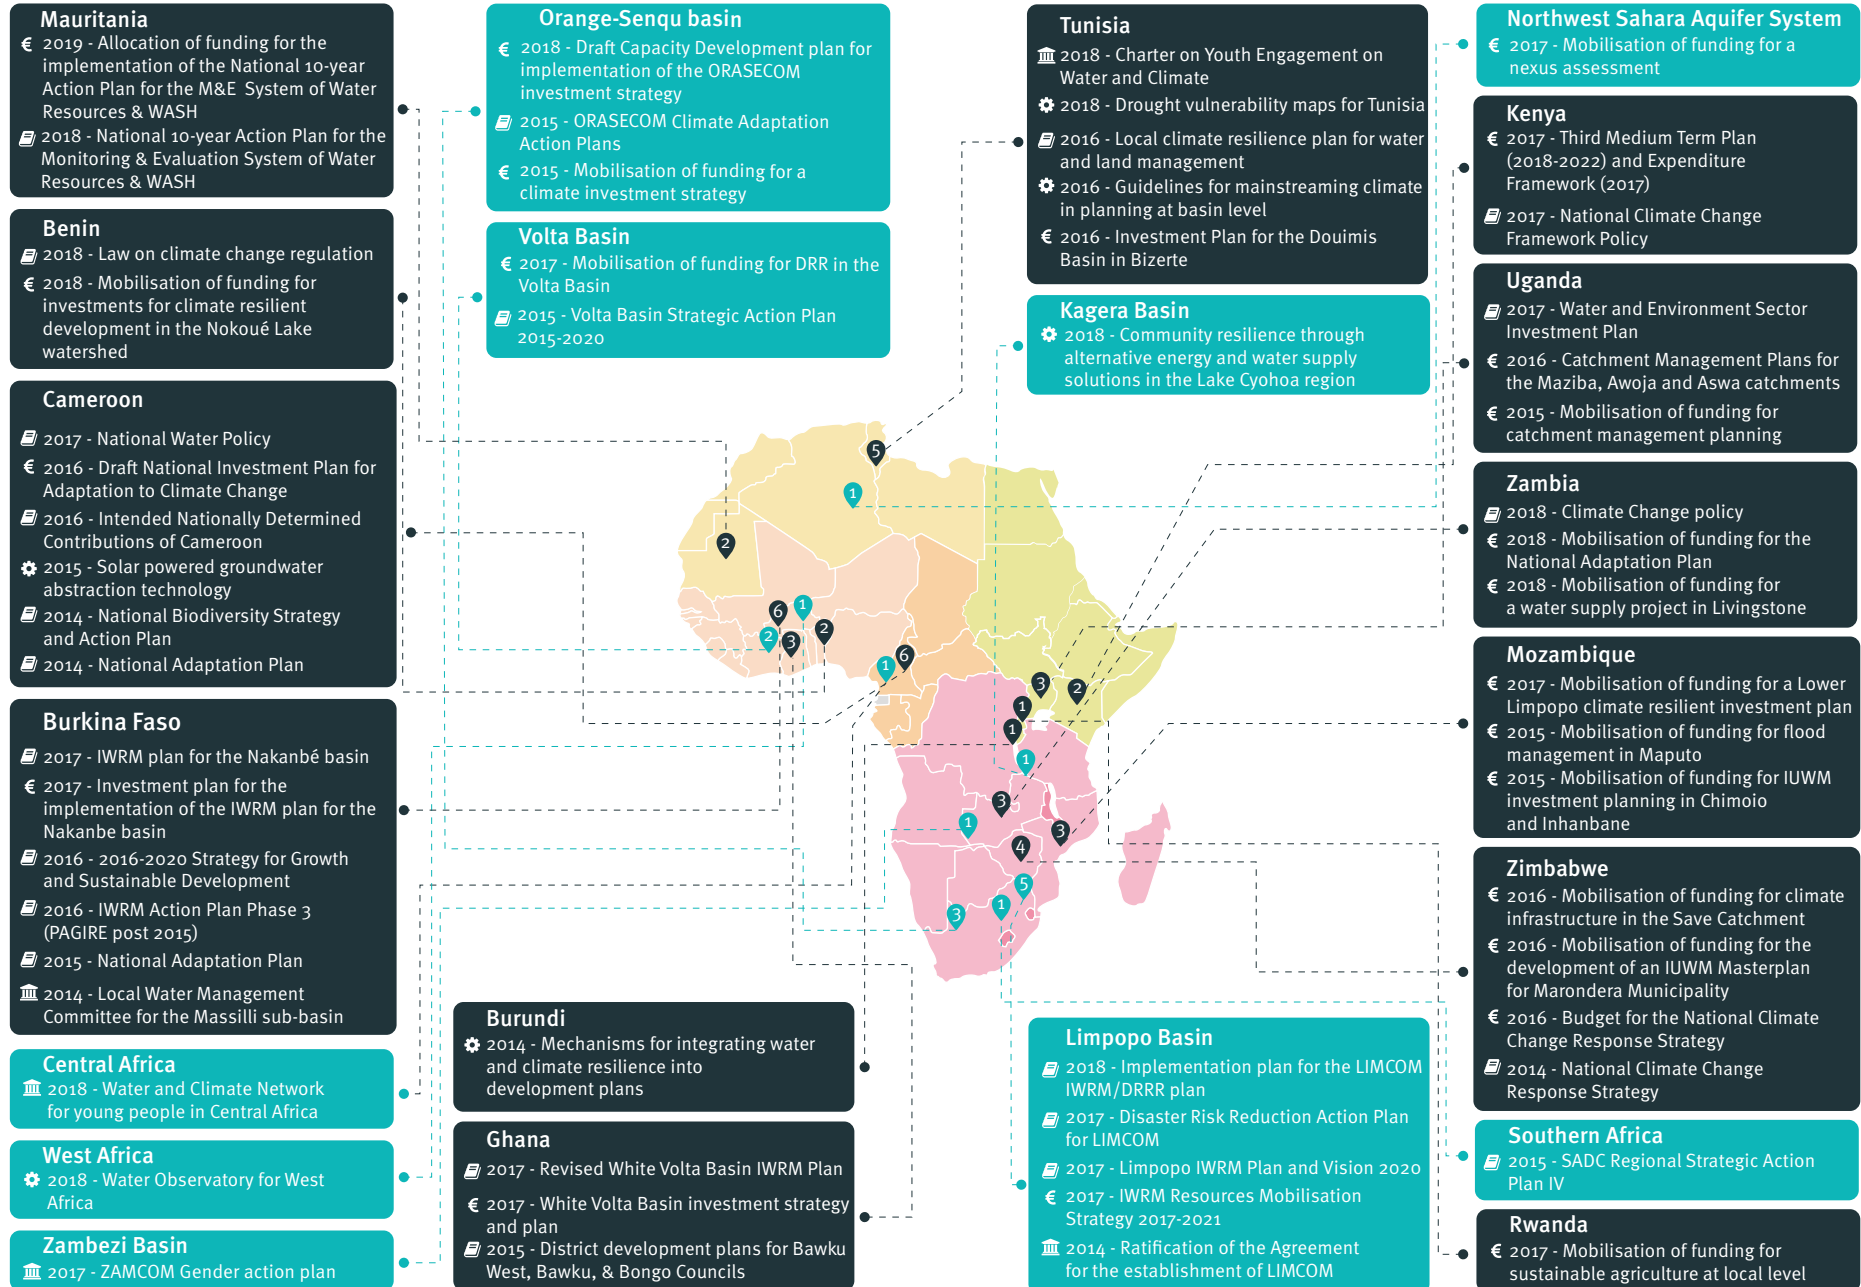 Mauritania
€ 2019 - Allocation of funding for the
implementation of the National 10-year
Action Plan for the M&E System of Water
Resources & WASH
2018 - National 10-year Action Plan for the
Monitoring & Evaluation System of Water
Resources & WASH
Benin
2018 - Law on climate change regulation
€ 2018 - Mobilisation of funding for
investments for climate resilient
development in the Nokoué Lake
watershed
Cameroon
2017 - National Water Policy
€ 2016 - Draft National Investment Plan for
Adaptation to Climate Change
2016 - Intended Nationally Determined
Contributions of Cameroon
2015 - Solar powered groundwater
abstraction technology
2014 - National Biodiversity Strategy
and Action Plan
2014 - National Adaptation Plan
Burkina Faso
2017 - IWRM plan for the Nakanbé basin
€ 2017 - Investment plan for the
implementation of the IWRM plan for the
Nakanbe basin
2016 - 2016-2020 Strategy for Growth
and Sustainable Development
2016 - IWRM Action Plan Phase 3
(PAGIRE post 2015)
2015 - National Adaptation Plan
2014 - Local Water Management
Committee for the Massilli sub-basin
Central Africa
2018 - Water and Climate Network
for young people in Central Africa
West Africa
2018 - Water Observatory for West
Africa
Zambezi Basin
2017 - ZAMCOM Gender action plan
Orange-Senqu basin
€ 2018 - Draft Capacity Development plan for
implementation of the ORASECOM
investment strategy
2015 - ORASECOM Climate Adaptation
Action Plans
€ 2015 - Mobilisation of funding for a
climate investment strategy
Volta Basin
€ 2017 - Mobilisation of funding for DRR in the
Volta Basin
2015 - Volta Basin Strategic Action Plan
2015-2020
5
1
2
6
1
2
3
2
1
6
3
2
1
1
1
3
1
3
4
5
1
3
Burundi
2014 - Mechanisms for integrating water
and climate resilience into
development plans
Ghana
2017 - Revised White Volta Basin IWRM Plan
€ 2017 - White Volta Basin investment strategy
and plan
2015 - District development plans for Bawku
West, Bawku, & Bongo Councils
Tunisia
2018 - Charter on Youth Engagement on
Water and Climate
2018 - Drought vulnerability maps for Tunisia
2016 - Local climate resilience plan for water
and land management
2016 - Guidelines for mainstreaming climate
in planning at basin level
€ 2016 - Investment Plan for the Douimis
Basin in Bizerte
Kagera Basin
2018 - Community resilience through
alternative energy and water supply
solutions in the Lake Cyohoa region
Limpopo Basin
2018 - Implementation plan for the LIMCOM
IWRM/DRRR plan
2017 - Disaster Risk Reduction Action Plan
for LIMCOM
2017 - Limpopo IWRM Plan and Vision 2020
€ 2017 - IWRM Resources Mobilisation
Strategy 2017-2021
2014 - Ratification of the Agreement
for the establishment of LIMCOM
Northwest Sahara Aquifer System
€ 2017 - Mobilisation of funding for a
nexus assessment
Kenya
€ 2017 - Third Medium Term Plan
(2018-2022) and Expenditure
Framework (2017)
2017 - National Climate Change
Framework Policy
Uganda
2017 - Water and Environment Sector
Investment Plan
€ 2016 - Catchment Management Plans for
the Maziba, Awoja and Aswa catchments
€ 2015 - Mobilisation of funding for
catchment management planning
Zambia
2018 - Climate Change policy
€ 2018 - Mobilisation of funding for the
National Adaptation Plan
€ 2018 - Mobilisation of funding for
a water supply project in Livingstone
Mozambique
€ 2017 - Mobilisation of funding for a Lower
Limpopo climate resilient investment plan
€ 2015 - Mobilisation of funding for flood
management in Maputo
€ 2015 - Mobilisation of funding for IUWM
investment planning in Chimoio
and Inhanbane
Zimbabwe
€ 2016 - Mobilisation of funding for climate
infrastructure in the Save Catchment
€ 2016 - Mobilisation of funding for the
development of an IUWM Masterplan
for Marondera Municipality
€ 2016 - Budget for the National Climate
Change Response Strategy
2014 - National Climate Change
Response Strategy
Southern Africa
2015 - SADC Regional Strategic Action
Plan IV
Rwanda
€ 2017 - Mobilisation of funding for
sustainable agriculture at local level